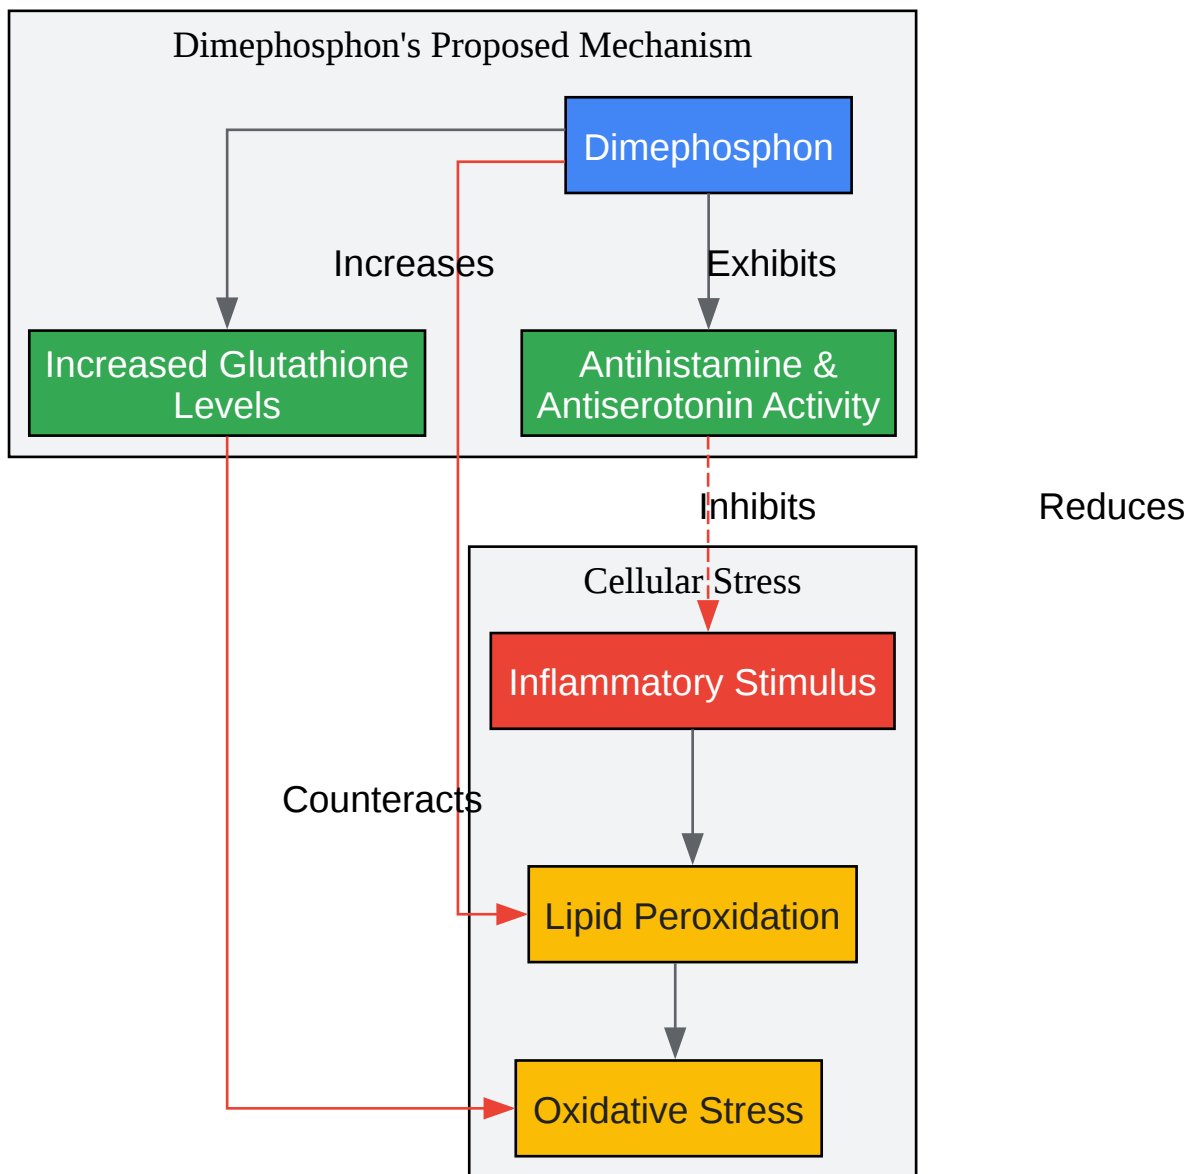 Dimephosphon's Proposed Mechanism
Dimephosphon
Increases
Exhibits
Increased Glutathione
Levels
Antihistamine &
Antiserotonin Activity
Inhibits
Reduces
Cellular Stress
Inflammatory Stimulus
Counteracts
Lipid Peroxidation
Oxidative Stress